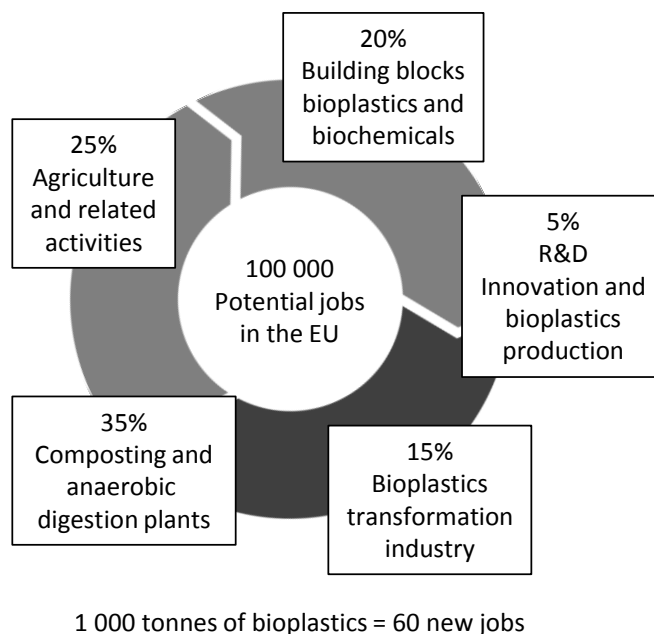 20%
Building blocks
bioplastics and
biochemicals
25%
Agriculture
and related
activities
5%
R&D
Innovation and
bioplastics
production
100 000
Potential jobs
in the EU
35%
Composting and
anaerobic
digestion plants
15%
Bioplastics
transformation
industry
1 000 tonnes of bioplastics = 60 new jobs